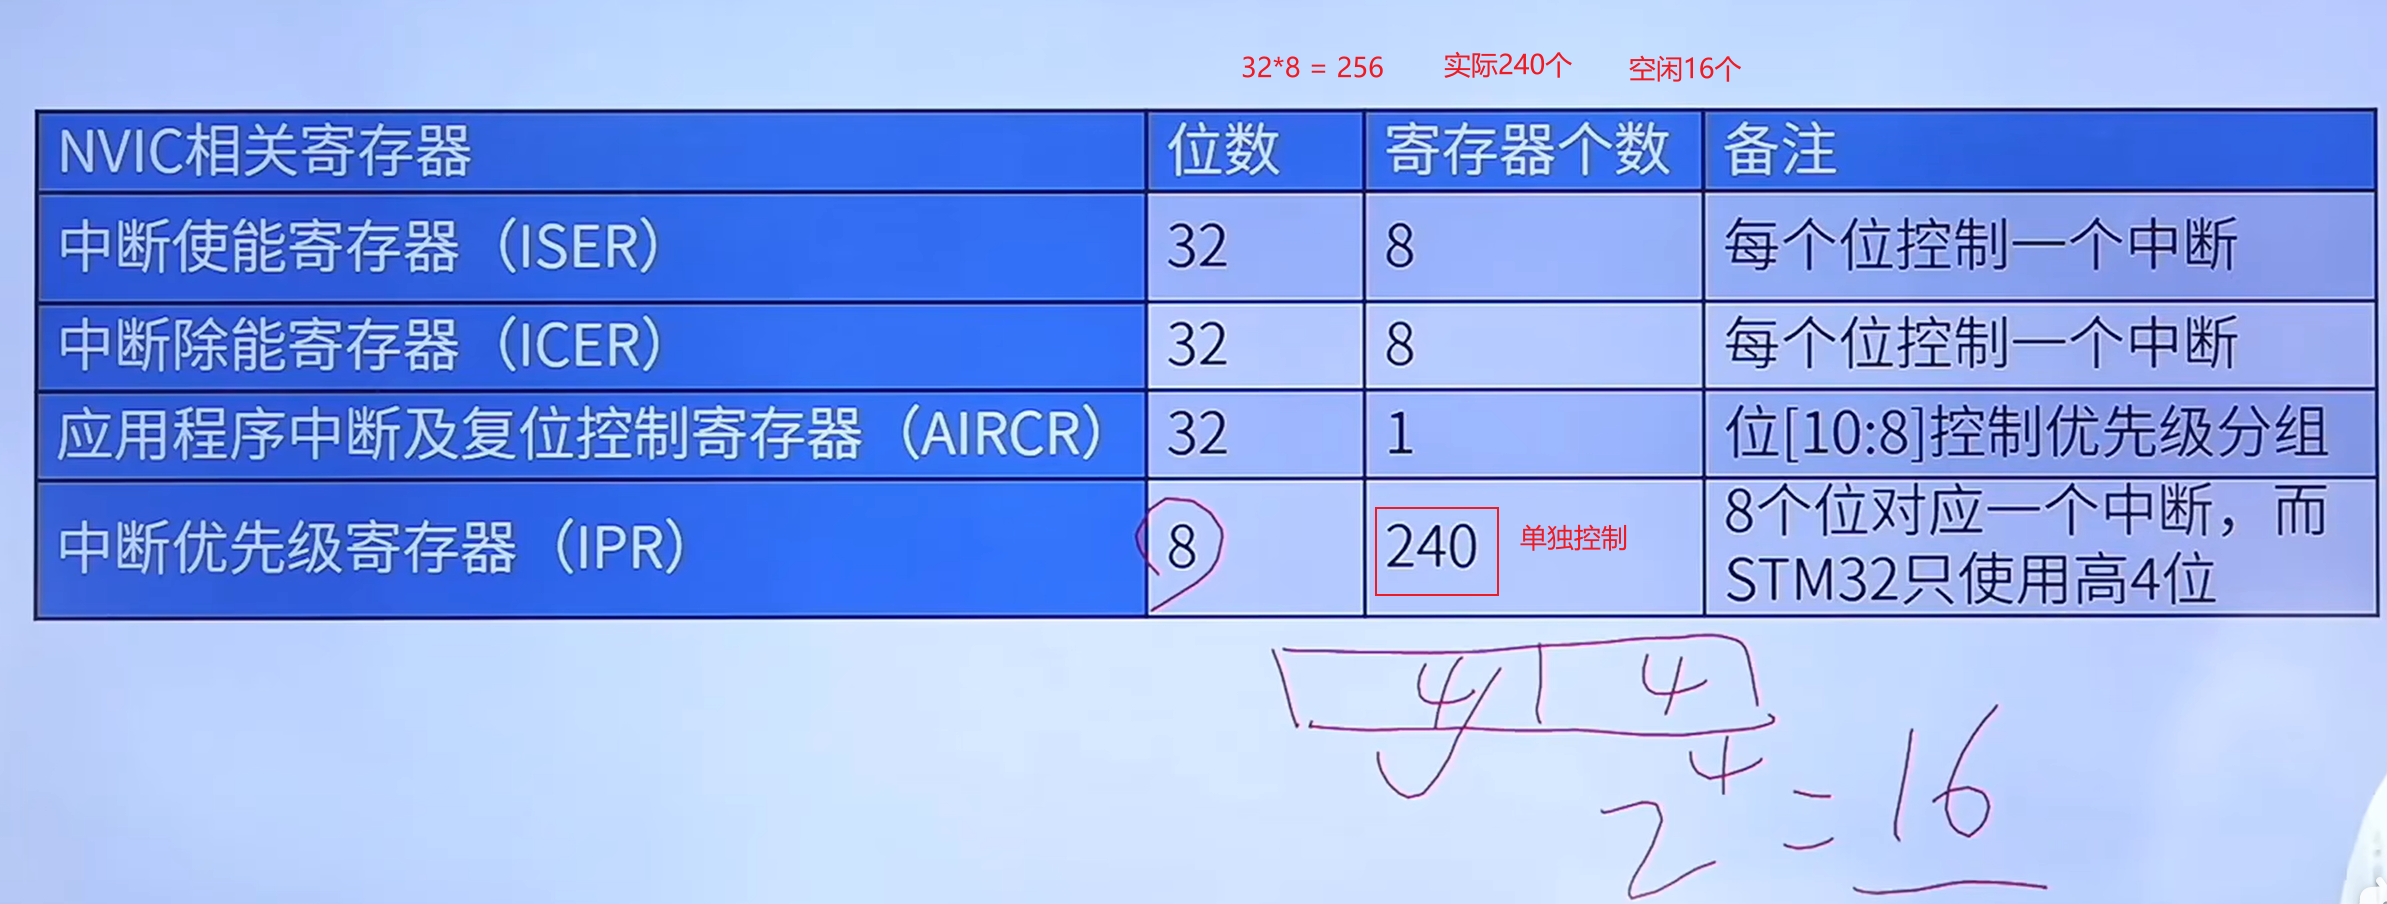 32*8 = 256 实际240个 空闲16个
NVIC相关寄存器 位数 寄存器个数 备注
中断使能寄存器（ISER） 32 8 每个位控制一个中断
中断除能寄存器（ICER） 32 8 每个位控制一个中断
应用程序中断及复位控制寄存器（AIRCR） 32 1 位[10:8]控制优先级分组
中断优先级寄存器（IPR） 8 240 单独控制 8个位对应一个中断，而
STM32只使用高4位
4 4
2⁴ = 16